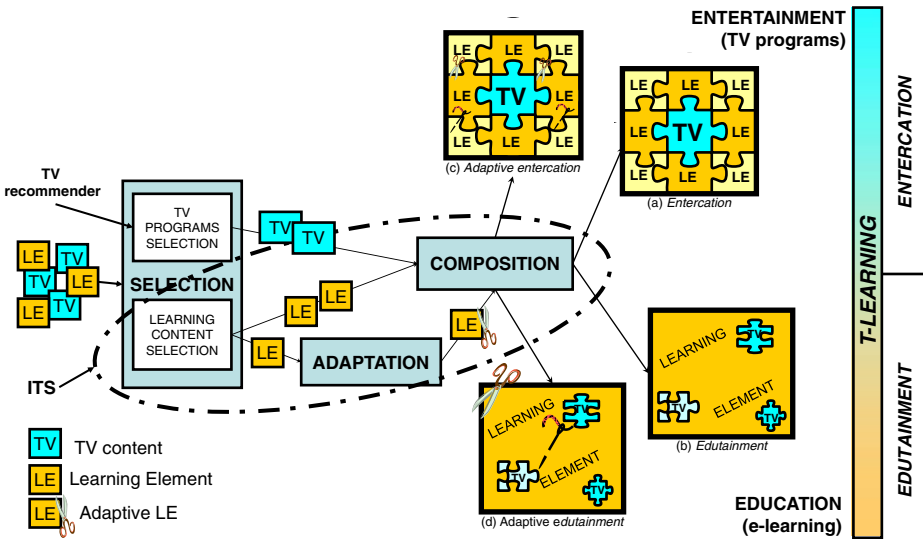 ENTERTAINMENT
(TV programs)
LE LE LE
LE TV LE
LE LE LE
(c) Adaptive entercation
LE LE LE
LE TV LE
LE LE LE
(a) Entercation
ENTERCATION
T-LEARNING
EDUTAINMENT
TV
recommender
TV
PROGRAMS
SELECTION
TV
TV
COMPOSITION
LE TV
TV LE
LE TV
SELECTION
LE
LE
LEARNING
CONTENT
SELECTION
LE
ADAPTATION
LE
ITS
LEARNING
TV
TV
ELEMENT
TV
(b) Edutainment
LEARNING
TV
TV
ELEMENT
TV
(d) Adaptive edutainment
TV TV content
LE Learning Element
LE Adaptive LE
EDUCATION
(e-learning)